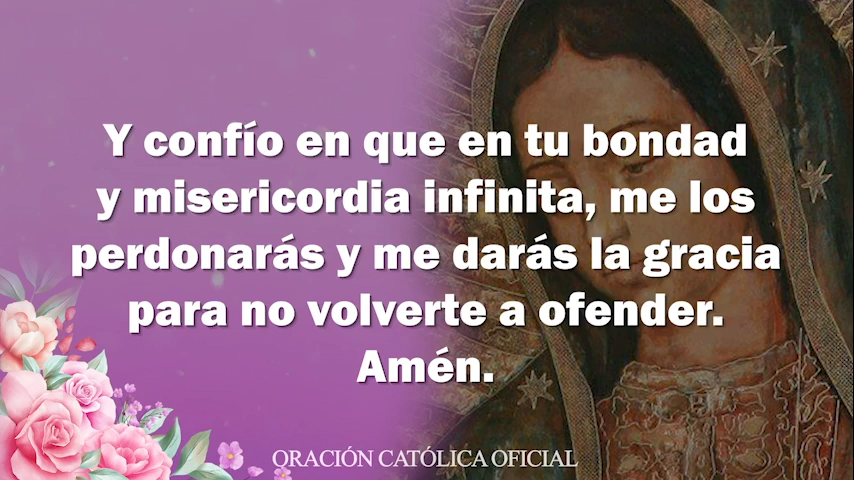 Y confío en que en tu bondad
y misericordia infinita, me los
perdonarás y me darás la gracia
para no volverte a ofender.
Amén.
ORACIÓN CATÓLICA OFICIAL